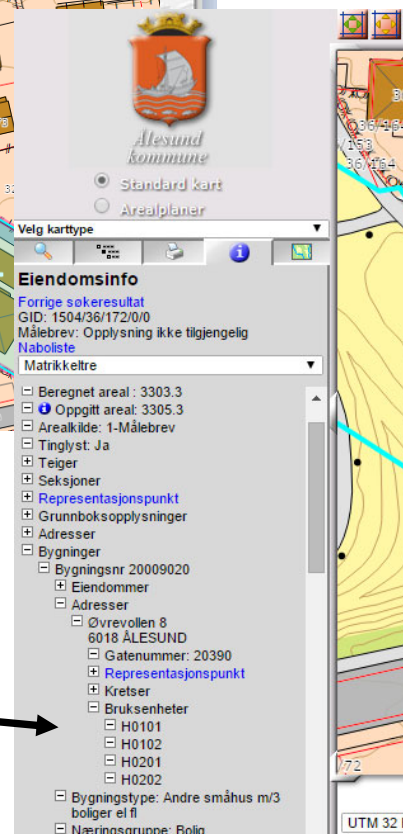 Ålesund
kommune
Standard kart
Arealplaner
Velg karttype
Eiendomsinfo
Forrige søkeresultat
GID: 1504/36/172/0/0
Målebrev: Opplysning ikke tilgjengelig
Naboliste
Matrikkeltre
Beregnet areal : 3303.3
Oppgitt areal: 3305.3
Arealkilde: 1-Målebrev
Tinglyst: Ja
Teiger
Seksjoner
Representasjonspunkt
Grunnboksopplysninger
Adresser
Bygninger
Bygningsnr 20009020
Eiendommer
Adresser
Øvrevollen 8
6018 ÅLESUND
Gatenummer: 20390
Representasjonspunkt
Kretser
Bruksenheter
H0101
H0102
H0201
H0202
Bygningstype: Andre småhus m/3
boliger el fl
Næringsgruppe: Bolig
36/164
UTM 32